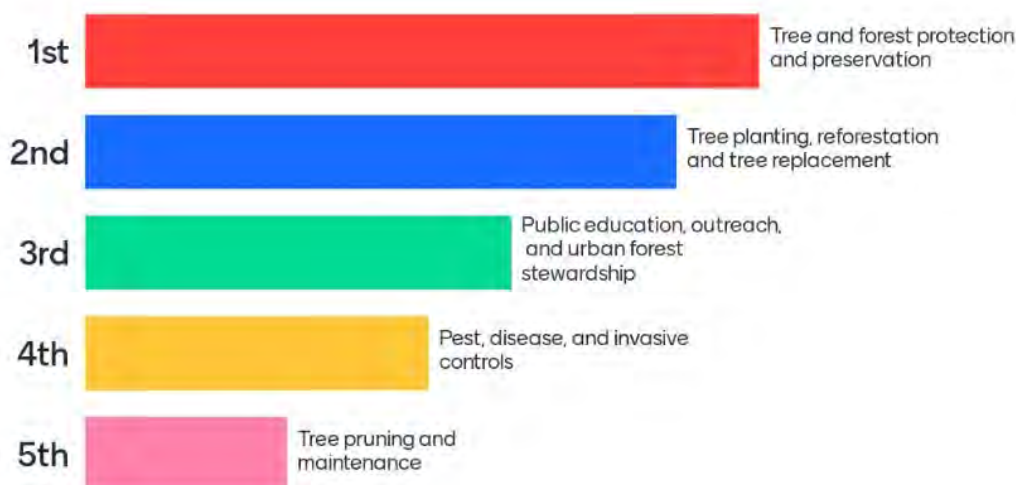 1st
Tree and forest protection
and preservation
2nd
Tree planting, reforestation
and tree replacement
3rd
Public education, outreach,
and urban forest
stewardship
4th
Pest, disease, and invasive
controls
5th
Tree pruning and
maintenance